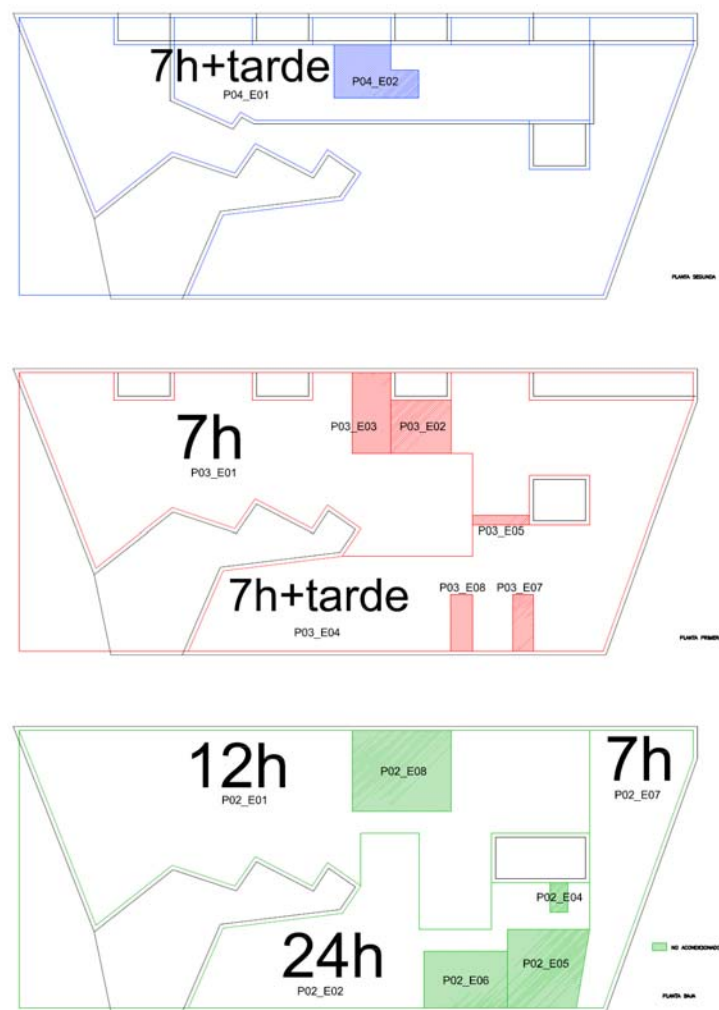 7h+tarde
P04_E01
P04_E02
PLANTA SEGUNDA
7h
P03_E01
P03_E03
P03_E02
P03_E05
7h+tarde
P03_E04
P03_E08
P03_E07
PLANTA PRIMER
12h
P02_E01
P02_E08
7h
P02_E07
P02_E04
24h
P02_E02
P02_E06
P02_E05
NO ACONDICIONADO
PLANTA BAJA